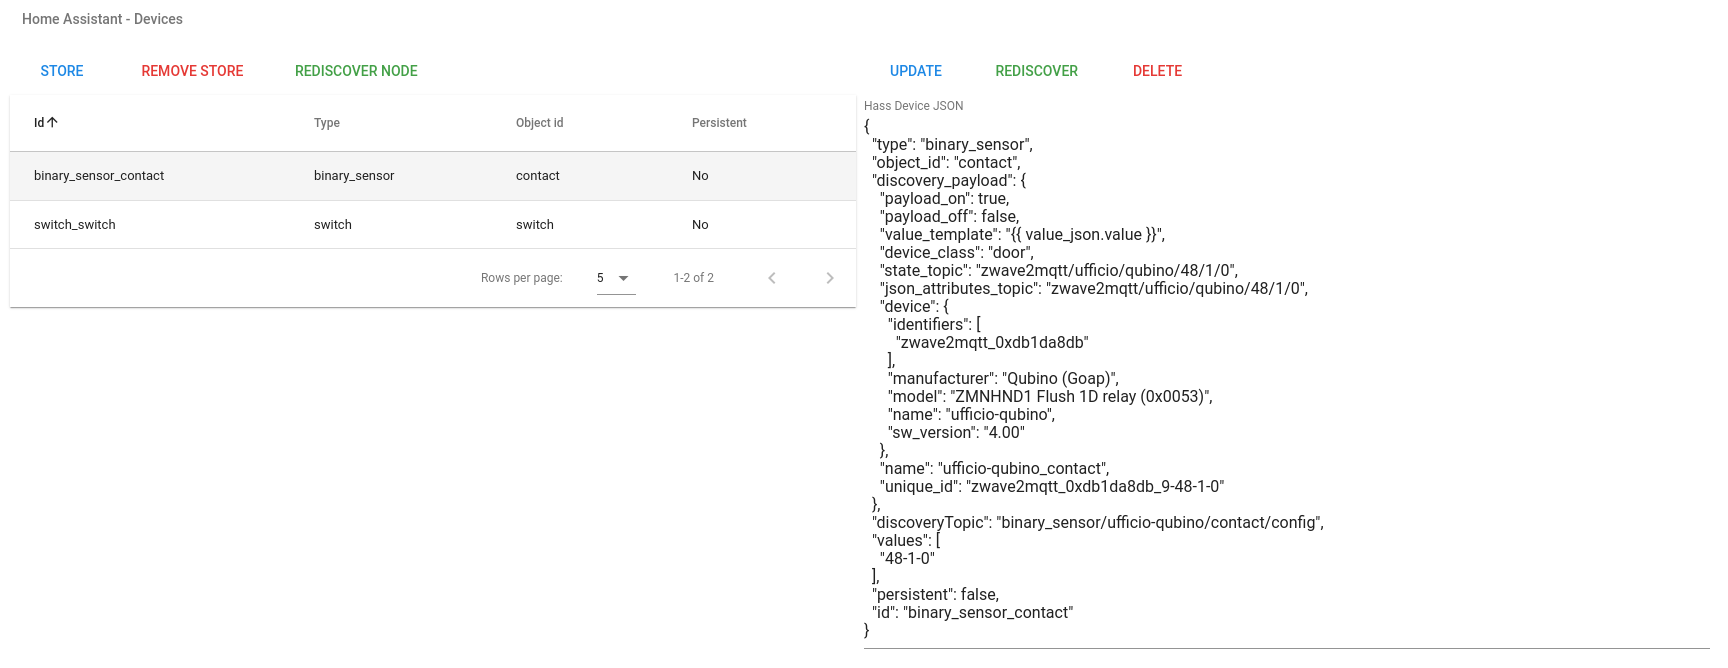 Home Assistant - Devices
STORE REMOVE STORE REDISCOVER NODE
Id Type Object id Persistent
binary_sensor_contact binary_sensor contact No
switch_switch switch switch No
Rows per page: 5 1-2 of 2
UPDATE REDISCOVER DELETE
Hass Device JSON
{
"type": "binary_sensor",
"object_id": "contact",
"discovery_payload": {
"payload_on": true,
"payload_off": false,
"value_template": "{{ value_json.value }}",
"device_class": "door",
"state_topic": "zwave2mqtt/ufficio/qubino/48/1/0",
"json_attributes_topic": "zwave2mqtt/ufficio/qubino/48/1/0",
"device": {
"identifiers": [
"zwave2mqtt_0xdb1da8db"
],
"manufacturer": "Qubino (Goap)",
"model": "ZMNHND1 Flush 1D relay (0x0053)",
"name": "ufficio-qubino",
"sw_version": "4.00"
},
"name": "ufficio-qubino_contact",
"unique_id": "zwave2mqtt_0xdb1da8db_9-48-1-0"
},
"discoveryTopic": "binary_sensor/ufficio-qubino/contact/config",
"values": [
"48-1-0"
],
"persistent": false,
"id": "binary_sensor_contact"
}